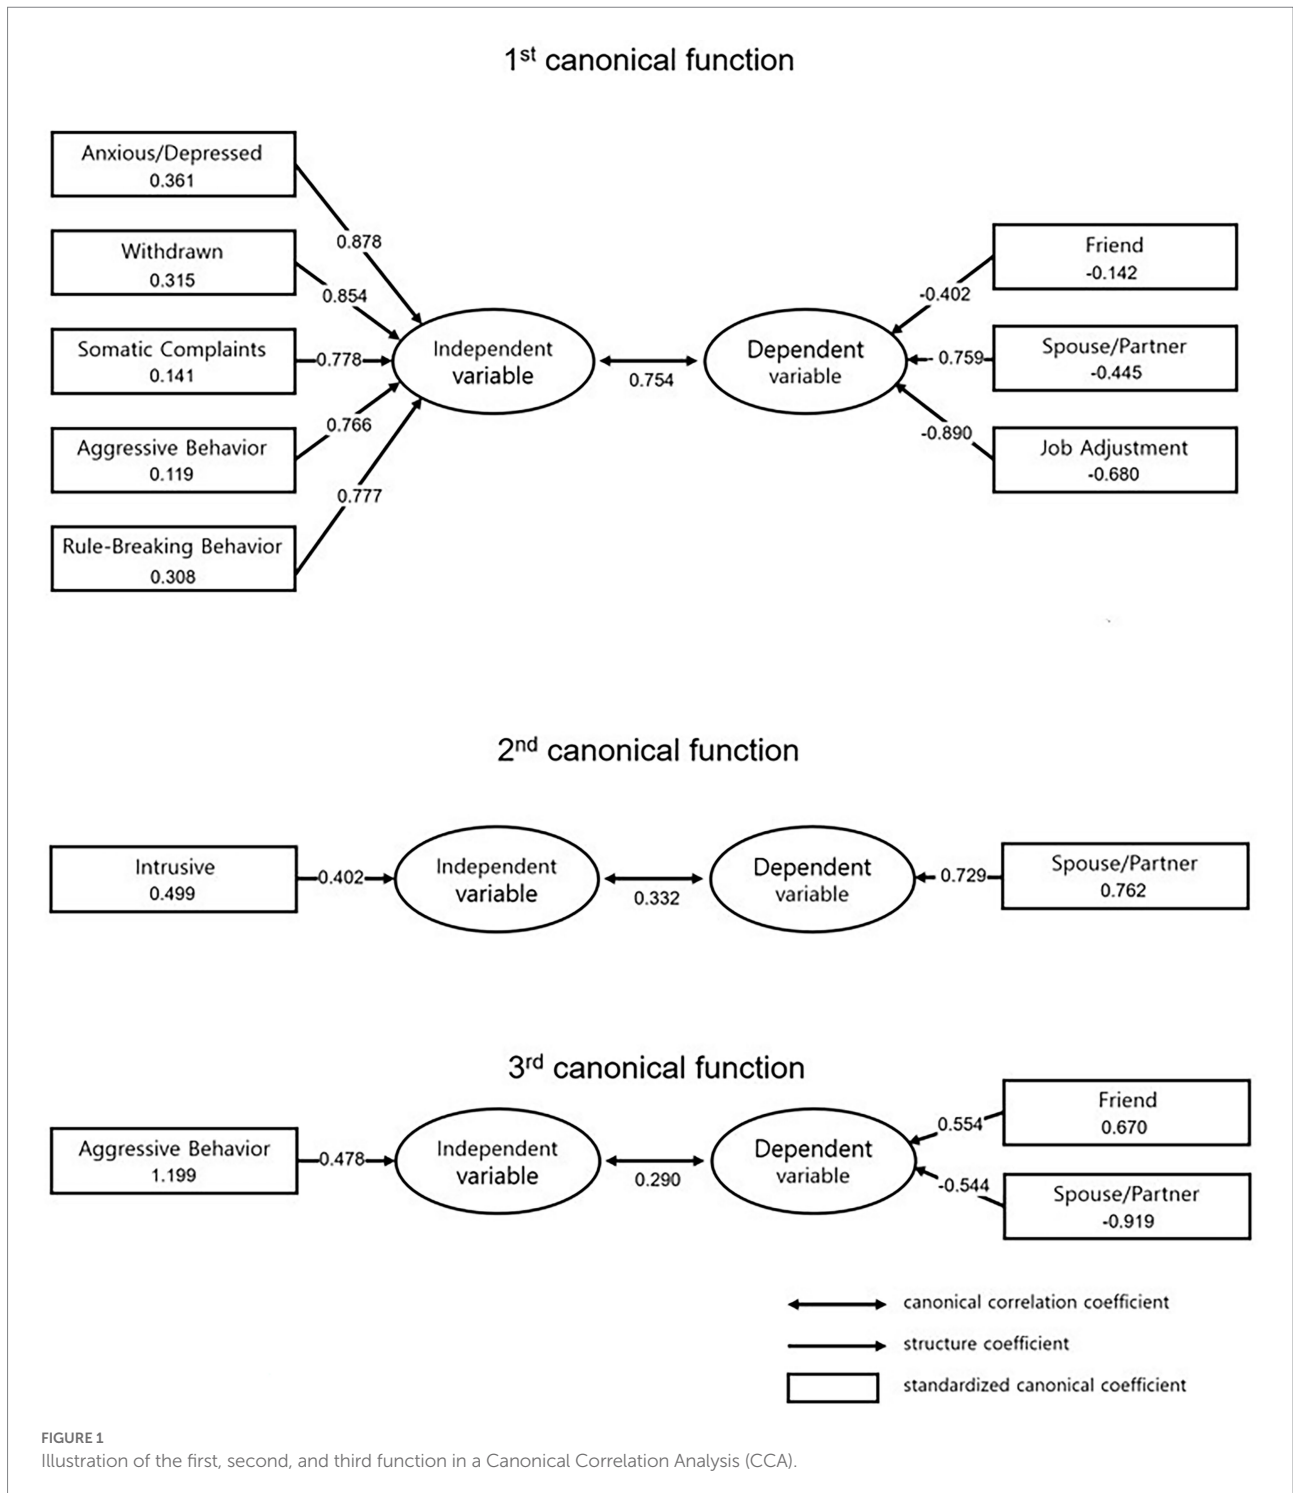 1st canonical function
Anxious/Depressed
0.361
0.878
Withdrawn
0.315
0.854
Somatic Complaints
0.141
0.778
Aggressive Behavior
0.119
0.766
Rule-Breaking Behavior
0.308
0.777
Independent
variable
0.754
Dependent
variable
Friend
-0.142
-0.402
Spouse/Partner
-0.445
- 0.759
Job Adjustment
-0.680
-0.890
2nd canonical function
Intrusive
0.499
0.402
Independent
variable
0.332
Dependent
variable
0.729
Spouse/Partner
0.762
3rd canonical function
Aggressive Behavior
1.199
0.478
Independent
variable
0.290
Dependent
variable
0.554
Friend
0.670
-0.544
Spouse/Partner
-0.919
canonical correlation coefficient
structure coefficient
standardized canonical coefficient
FIGURE 1
Illustration of the first, second, and third function in a Canonical Correlation Analysis (CCA).